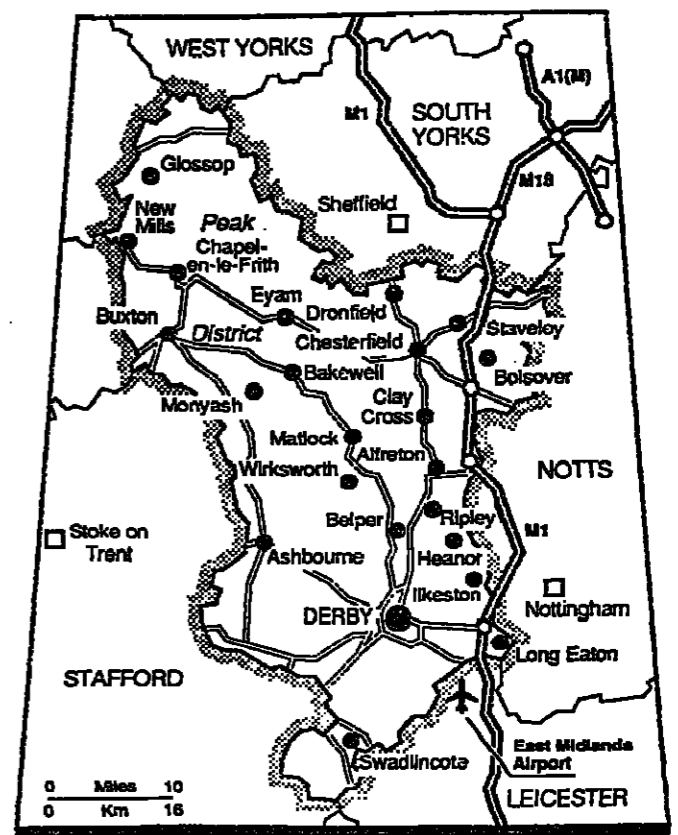 WEST YORKS
A1(M)
M1
SOUTH
YORKS
M18
Glossop
New
Mills
Peak
Sheffield
Chapel-
en-le-Frith
Eyam
Dronfield
Buxton
District
Chesterfield
Staveley
Bakewell
Bolsover
Monyash
Clay
Cross
Matlock
Alfreton
Wirksworth
NOTTS
Stoke on
Trent
Belper
Ripley
M1
Ashbourne
Heanor
Ilkeston
Nottingham
DERBY
Long Eaton
STAFFORD
Swadlincote
East Midlands
Airport
0 Miles 10
0 Km 16
LEICESTER